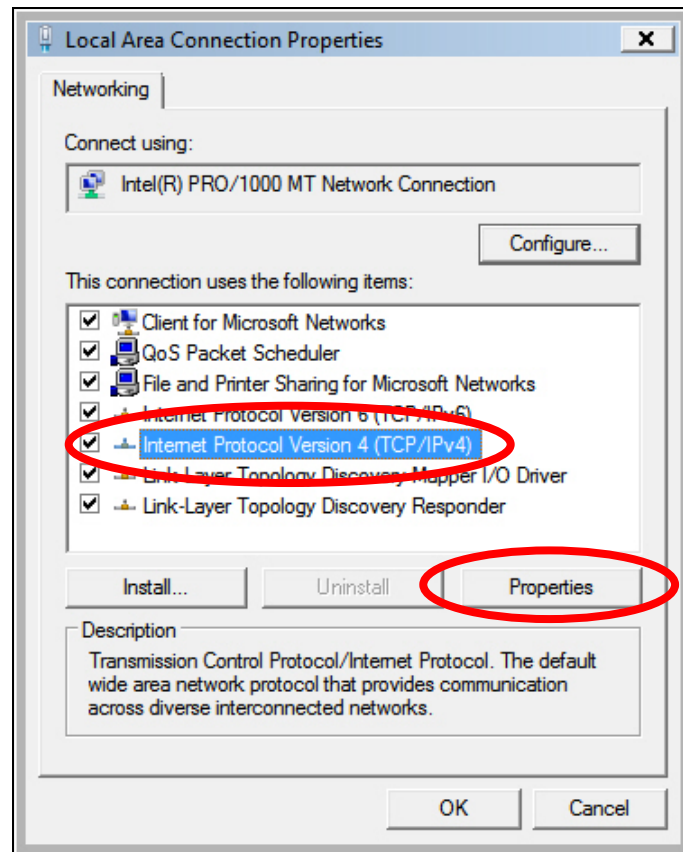 Local Area Connection Properties
Networking
Connect using:
Intel(R) PRO/1000 MT Network Connection
Configure...
This connection uses the following items:
Client for Microsoft Networks
QoS Packet Scheduler
File and Printer Sharing for Microsoft Networks
Internet Protocol Version 6 (TCP/IPv6)
Internet Protocol Version 4 (TCP/IPv4)
Link-Layer Topology Discovery Mapper I/O Driver
Link-Layer Topology Discovery Responder
Install... Uninstall Properties
Description
Transmission Control Protocol/Internet Protocol. The default
wide area network protocol that provides communication
across diverse interconnected networks.
OK Cancel